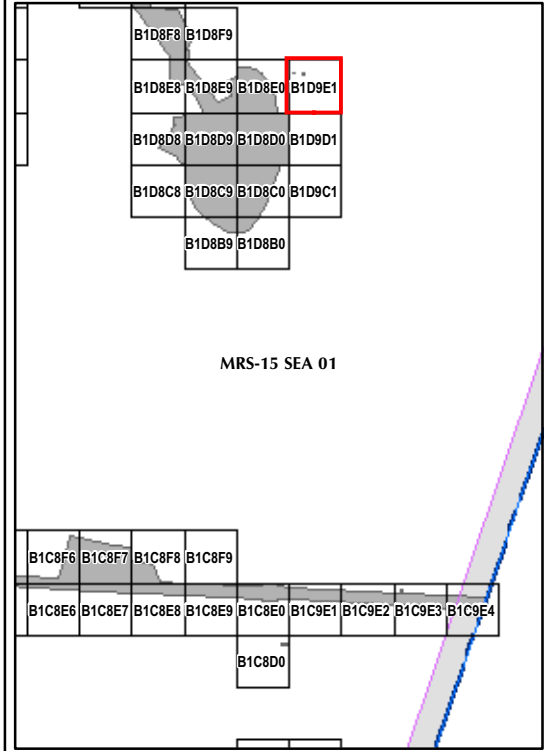 B1D8F8 B1D8F9
B1D8E8 B1D8E9 B1D8E0 B1D9E1
B1D8D8 B1D8D9 B1D8D0 B1D9D1
B1D8C8 B1D8C9 B1D8C0 B1D9C1
B1D8B9 B1D8B0
MRS-15 SEA 01
B1C8F6 B1C8F7 B1C8F8 B1C8F9
B1C8E6 B1C8E7 B1C8E8 B1C8E9 B1C8E0 B1C9E1 B1C9E2 B1C9E3 B1C9E4
B1C8D0